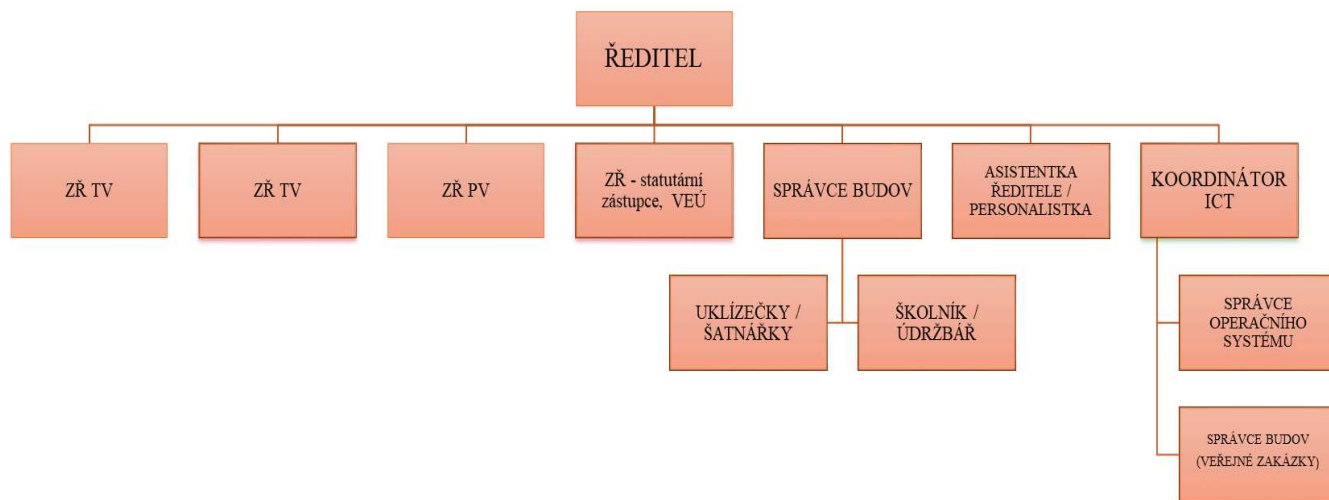 ŘEDITEL
ZŘ TV
ZŘ TV
ZŘ PV
ZŘ - statutární
zástupce, VEÚ
SPRÁVCE BUDOV
ASISTENTKA
ŘEDITELE /
PERSONALISTKA
KOORDINÁTOR
ICT
UKLÍZEČKY /
ŠATNÁŘKY
ŠKOLNÍK /
ÚDRŽBÁŘ
SPRÁVCE
OPERAČNÍHO
SYSTÉMU
SPRÁVCE BUDOV
(VEŘEJNÉ ZAKÁZKY)